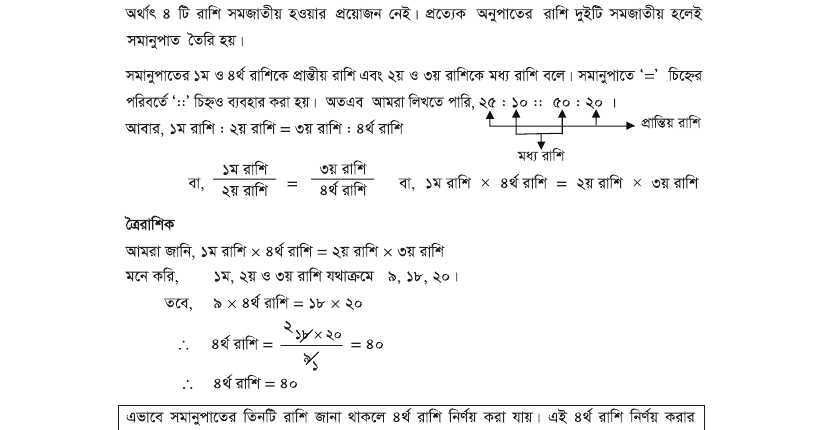 অর্থাৎ ৪ টি রাশি সমজাতীয় হওয়ার প্রয়োজন নেই। প্রত্যেক অনুপাতের রাশি দুইটি সমজাতীয় হলেই
সমানুপাত তৈরি হয়।
সমানুপাতের ১ম ও ৪র্থ রাশিকে প্রান্তীয় রাশি এবং ২য় ও ৩য় রাশিকে মধ্য রাশি বলে। সমানুপাতে ‘=’ চিহ্নের
পরিবর্তে ‘::’ চিহ্নও ব্যবহার করা হয়। অতএব আমরা লিখতে পারি, ২৫ : ১০ :: ৫০ : ২০ ।
প্রান্তিয় রাশি
আবার, ১ম রাশি : ২য় রাশি = ৩য় রাশি : ৪র্থ রাশি
মধ্য রাশি
বা, ১ম রাশি / ২য় রাশি = ৩য় রাশি / ৪র্থ রাশি বা, ১ম রাশি × ৪র্থ রাশি = ২য় রাশি × ৩য় রাশি
ত্রৈরাশিক
আমরা জানি, ১ম রাশি × ৪র্থ রাশি = ২য় রাশি × ৩য় রাশি
মনে করি, ১ম, ২য় ও ৩য় রাশি যথাক্রমে ৯, ১৮, ২০।
তবে, ৯ × ৪র্থ রাশি = ১৮ × ২০
২
∴ ৪র্থ রাশি = ১৮ × ২০ / ৯ = ৪০
১
∴ ৪র্থ রাশি = ৪০
এভাবে সমানুপাতের তিনটি রাশি জানা থাকলে ৪র্থ রাশি নির্ণয় করা যায়। এই ৪র্থ রাশি নির্ণয় করার